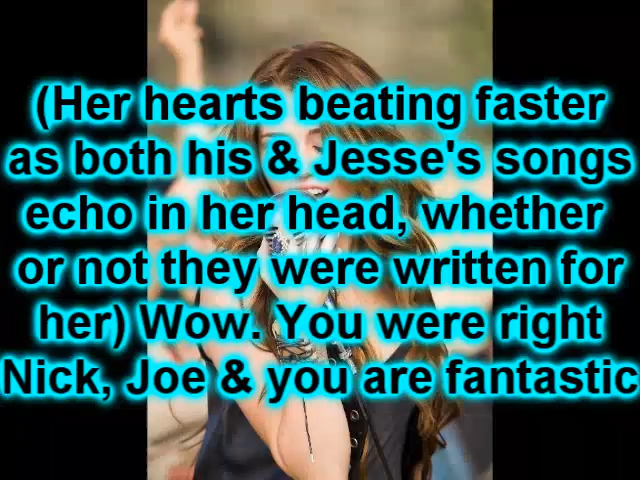 (Her hearts beating faster
as both his & Jesse's songs
echo in her head, whether
or not they were written for
her) Wow. You were right
Nick, Joe & you are fantastic